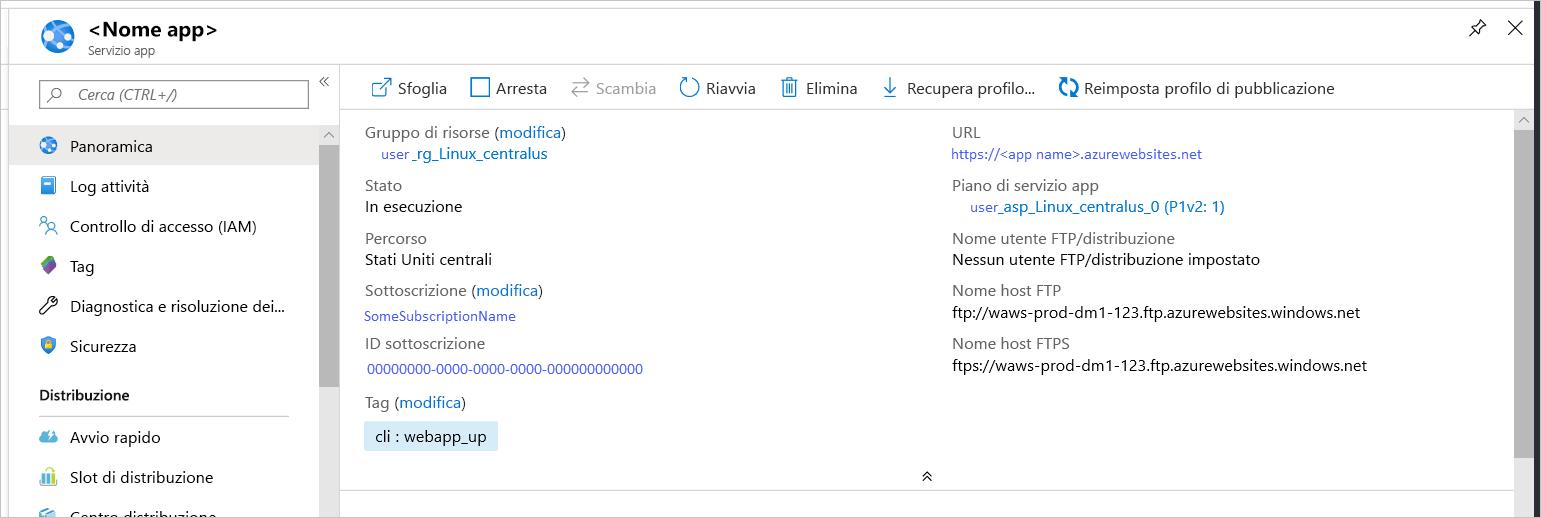 <Nome app>
Servizio app
Cerca (CTRL+/)
Panoramica
Log attività
Controllo di accesso (IAM)
Tag
Diagnostica e risoluzione dei...
Sicurezza
Distribuzione
Avvio rapido
Slot di distribuzione
Centro distribuzione
Sfoglia Arresta Scambia Riavvia Elimina Recupera profilo... Reimposta profilo di pubblicazione
Gruppo di risorse (modifica)
user _rg_Linux_centralus
Stato
In esecuzione
Percorso
Stati Uniti centrali
Sottoscrizione (modifica)
SomeSubscriptionName
ID sottoscrizione
00000000-0000-0000-0000-000000000000
Tag (modifica)
cli : webapp_up
URL
https://<app name>.azurewebsites.net
Piano di servizio app
user_asp_Linux_centralus_0 (P1v2: 1)
Nome utente FTP/distribuzione
Nessun utente FTP/distribuzione impostato
Nome host FTP
ftp://waws-prod-dm1-123.ftp.azurewebsites.windows.net
Nome host FTPS
ftps://waws-prod-dm1-123.ftp.azurewebsites.windows.net